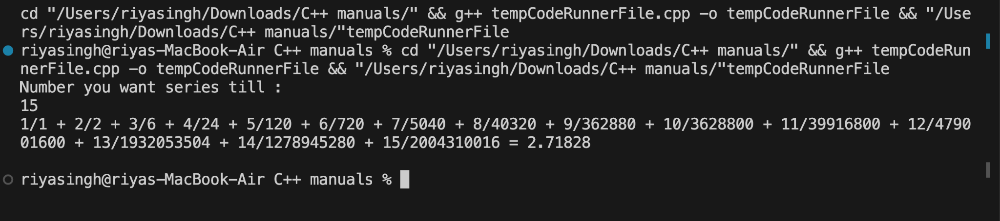 cd "/Users/riyasingh/Downloads/C++ manuals/" && g++ tempCodeRunnerFile.cpp -o tempCodeRunnerFile && "/Use
rs/riyasingh/Downloads/C++ manuals/"tempCodeRunnerFile
riyasingh@riyas-MacBook-Air C++ manuals % cd "/Users/riyasingh/Downloads/C++ manuals/" && g++ tempCodeRun
nerFile.cpp -o tempCodeRunnerFile && "/Users/riyasingh/Downloads/C++ manuals/"tempCodeRunnerFile
Number you want series till :
15
1/1 + 2/2 + 3/6 + 4/24 + 5/120 + 6/720 + 7/5040 + 8/40320 + 9/362880 + 10/3628800 + 11/39916800 + 12/4790
01600 + 13/1932053504 + 14/1278945280 + 15/2004310016 = 2.71828
riyasingh@riyas-MacBook-Air C++ manuals %